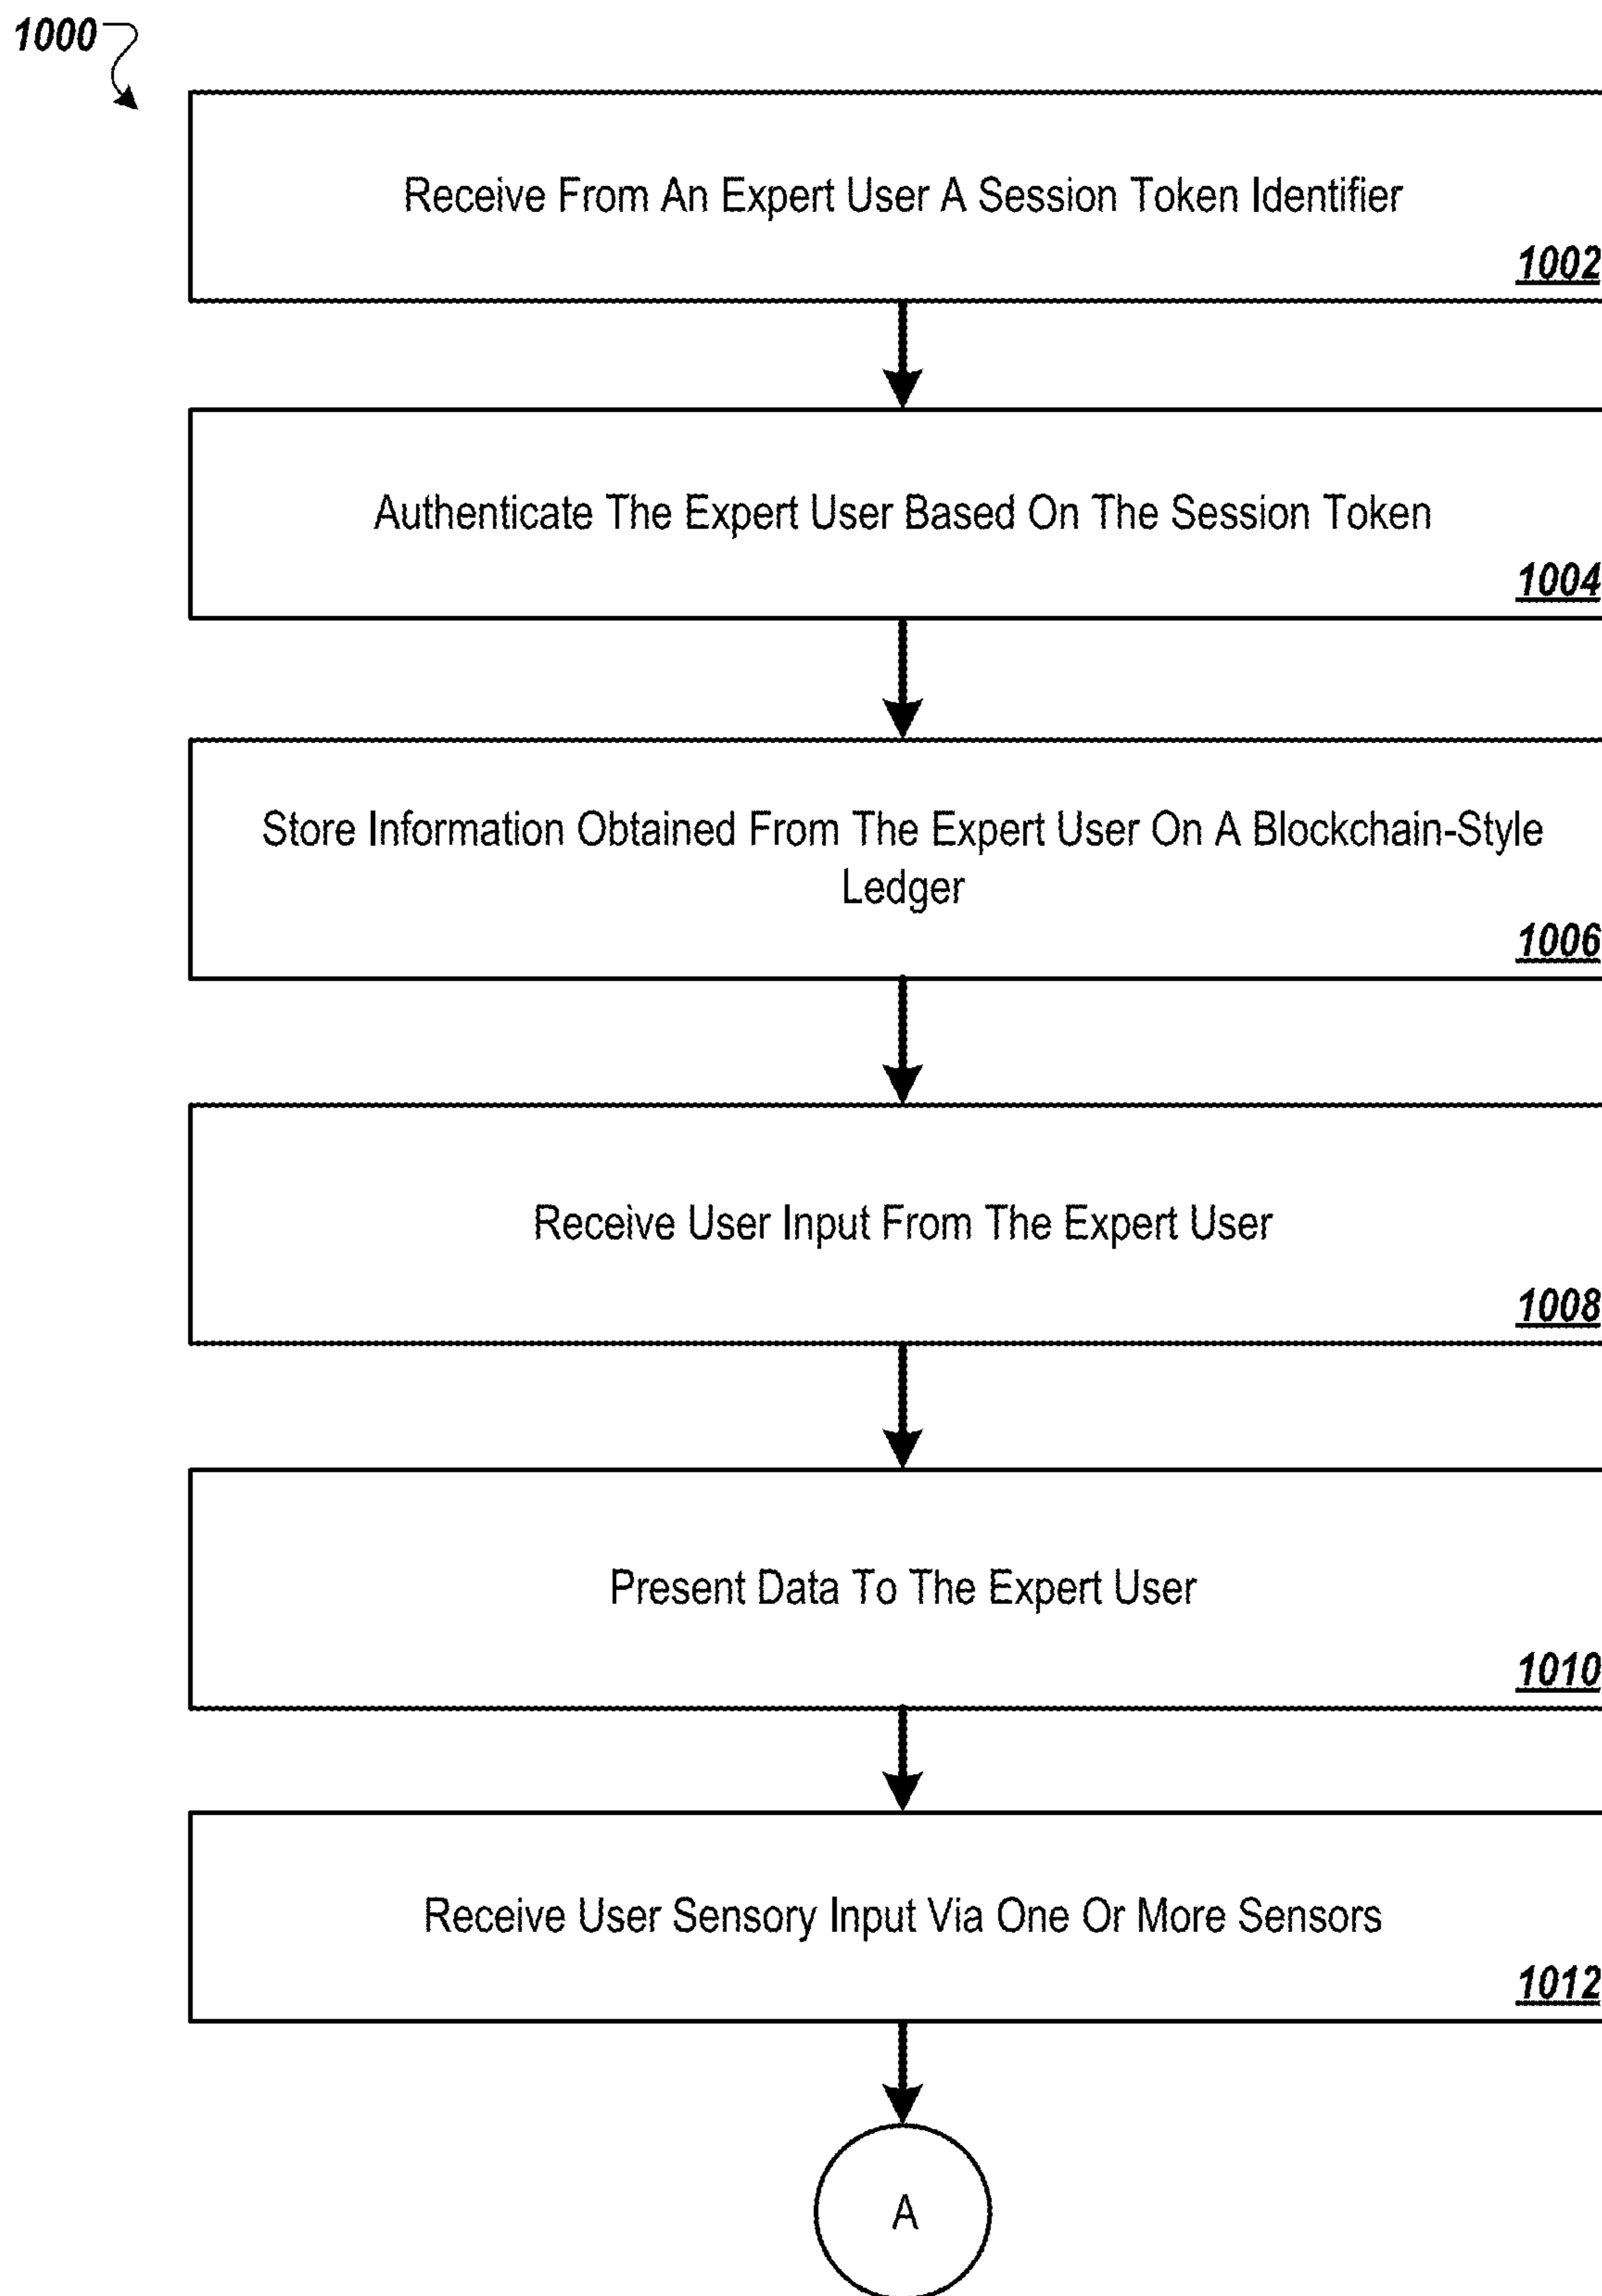 1000
Receive From An Expert User A Session Token Identifier
1002
Authenticate The Expert User Based On The Session Token
1004
Store Information Obtained From The Expert User On A Blockchain-Style
Ledger
1006
Receive User Input From The Expert User
1008
Present Data To The Expert User
1010
Receive User Sensory Input Via One Or More Sensors
1012
A